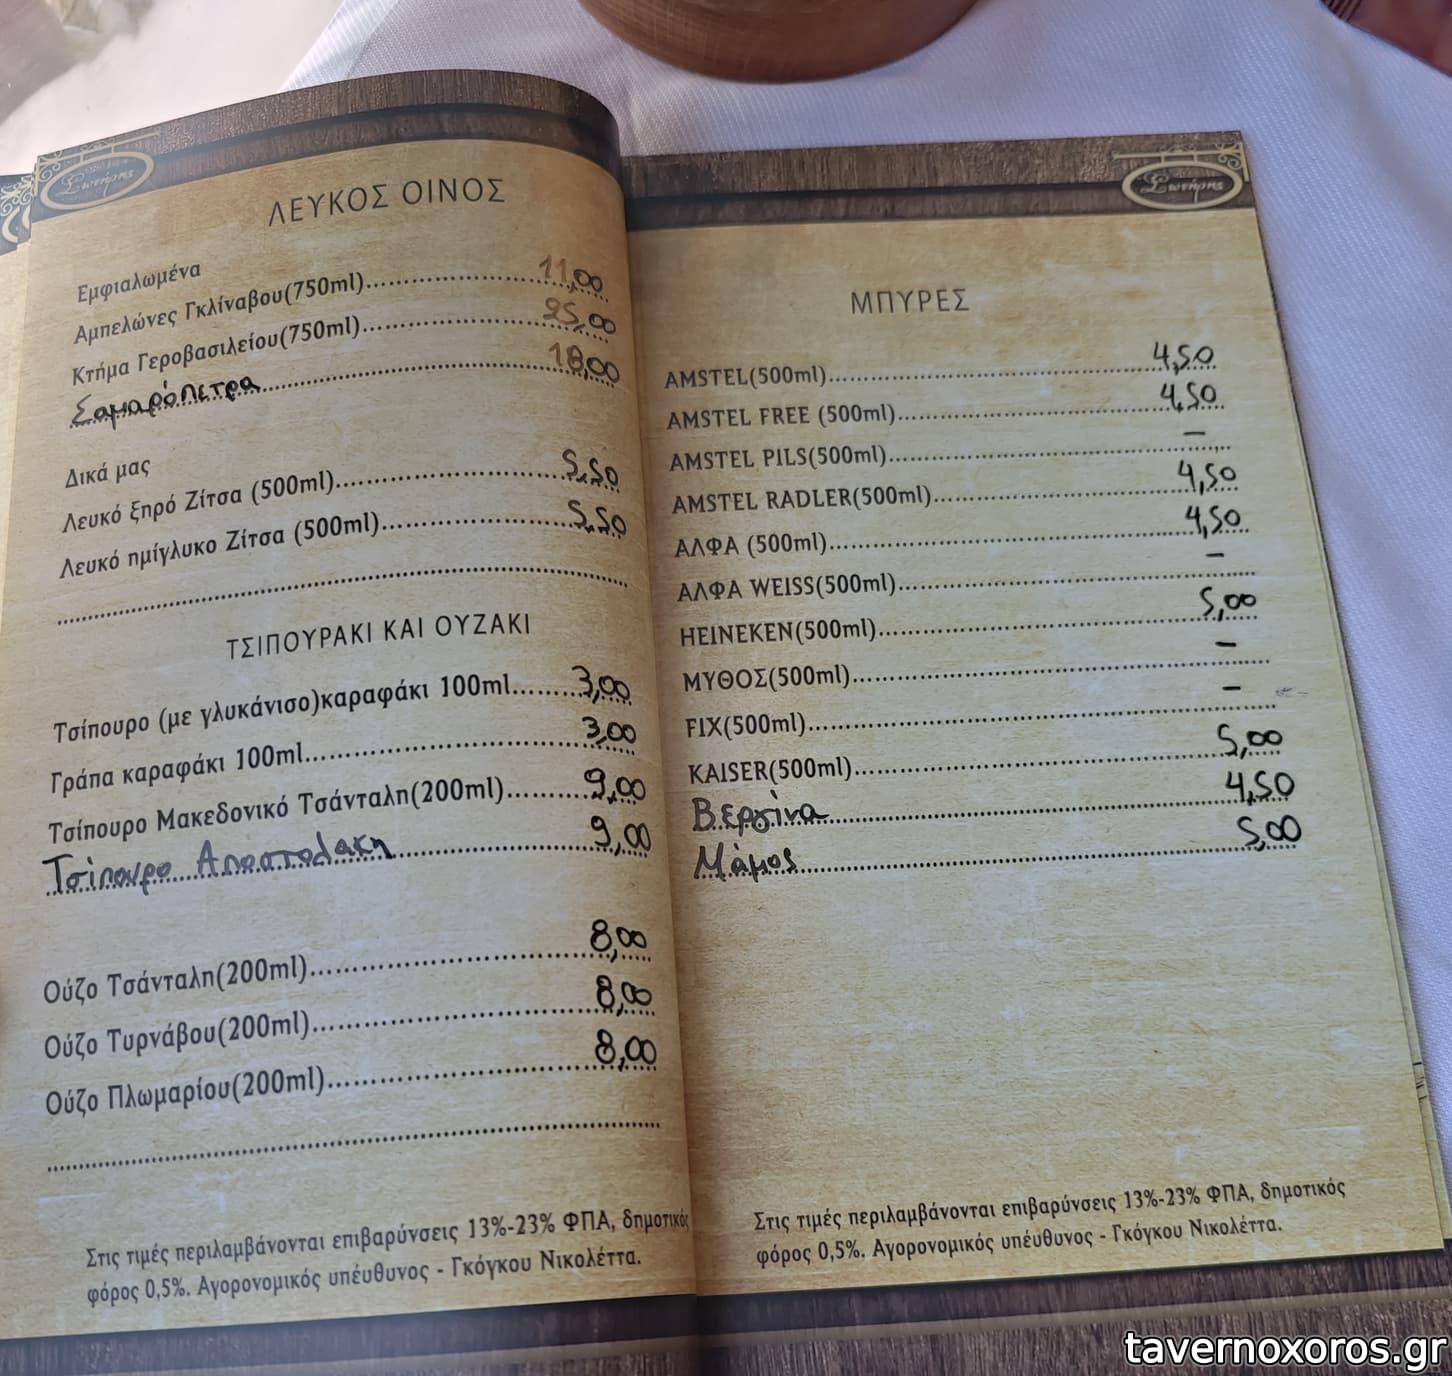 Σωτήρης
ΛΕΥΚΟΣ ΟΙΝΟΣ
Εμφιαλωμένα
Αμπελώνες Γκλίναβου(750ml) 11,00
Κτήμα Γεροβασιλείου(750ml) 25,00
Σαμαρόπετρα 18,00
Δικά μας
Λευκό ξηρό Ζίτσα (500ml) 5,50
Λευκό ημίγλυκο Ζίτσα (500ml) 5,50
ΤΣΙΠΟΥΡΑΚΙ ΚΑΙ ΟΥΖΑΚΙ
Τσίπουρο (με γλυκάνισο)καραφάκι 100ml 3,00
Γράπα καραφάκι 100ml 3,00
Τσίπουρο Μακεδονικό Τσάνταλη(200ml) 9,00
Τσίπουρο Αποστολάκη 9,00
Ούζο Τσάνταλη(200ml) 8,00
Ούζο Τυρνάβου(200ml) 8,00
Ούζο Πλωμαρίου(200ml) 8,00
Στις τιμές περιλαμβάνονται επιβαρύνσεις 13%-23% ΦΠΑ, δημοτικός
φόρος 0,5%. Αγορονομικός υπέυθυνος - Γκόγκου Νικολέττα.
Σωτήρης
ΜΠΥΡΕΣ
AMSTEL(500ml) 4,50
AMSTEL FREE (500ml) 4,50
AMSTEL PILS(500ml) –
AMSTEL RADLER(500ml) 4,50
ΑΛΦΑ (500ml) 4,50
ΑΛΦΑ WEISS(500ml) –
HEINEKEN(500ml) 5,00
ΜΥΘΟΣ(500ml) –
FIX(500ml) –
KAISER(500ml) 5,00
Βεργίνα 4,50
Μάμος 5,00
Στις τιμές περιλαμβάνονται επιβαρύνσεις 13%-23% ΦΠΑ, δημοτικός
φόρος 0,5%. Αγορονομικός υπέυθυνος - Γκόγκου Νικολέττα.
tavernoxoros.gr